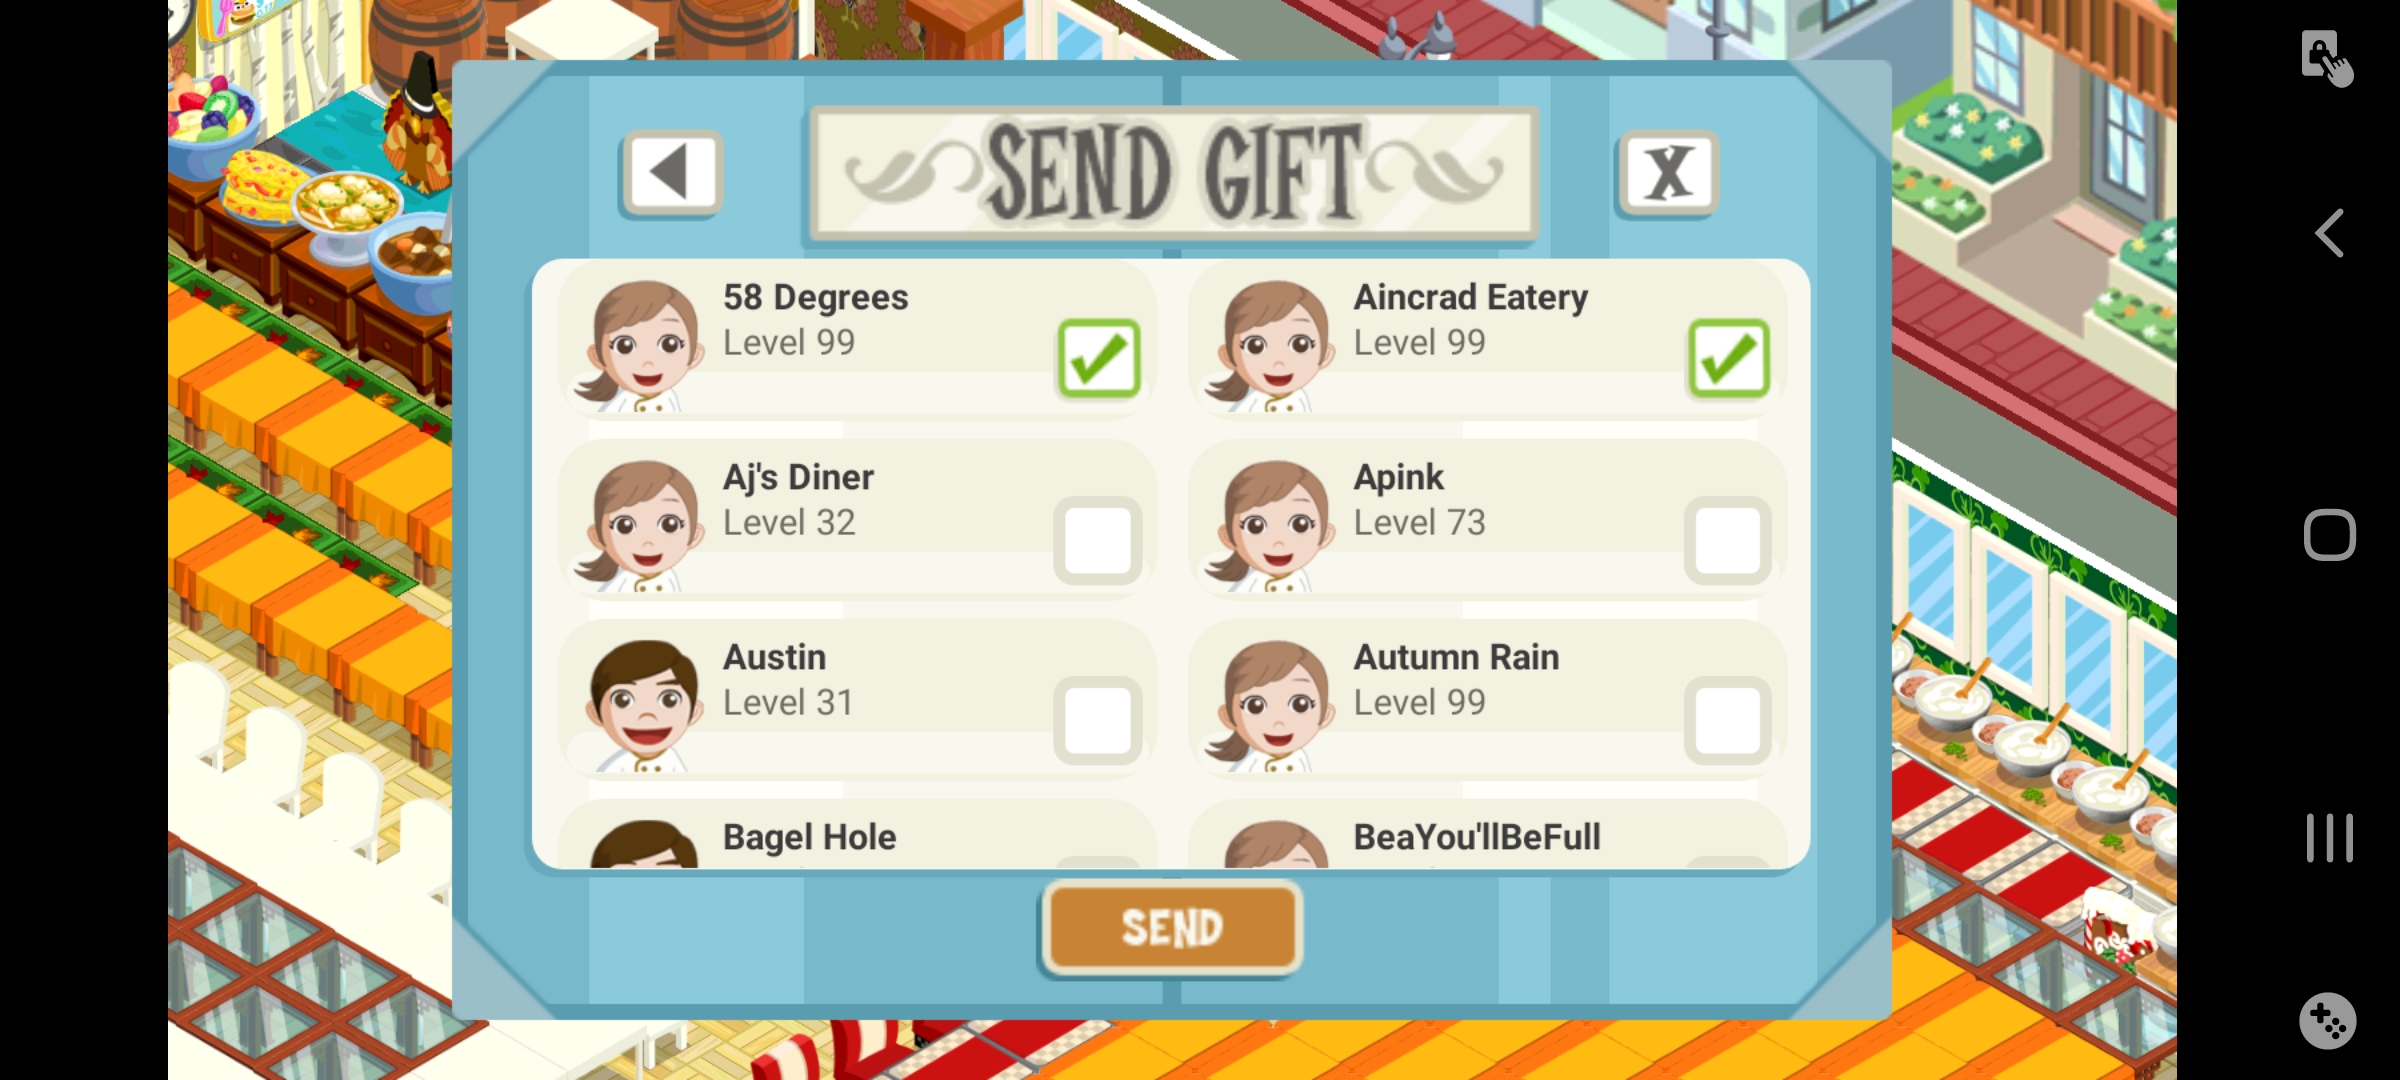 SEND GIFT
X
58 Degrees
Level 99
Aincrad Eatery
Level 99
Aj's Diner
Level 32
Apink
Level 73
Austin
Level 31
Autumn Rain
Level 99
Bagel Hole
BeaYou'llBeFull
SEND